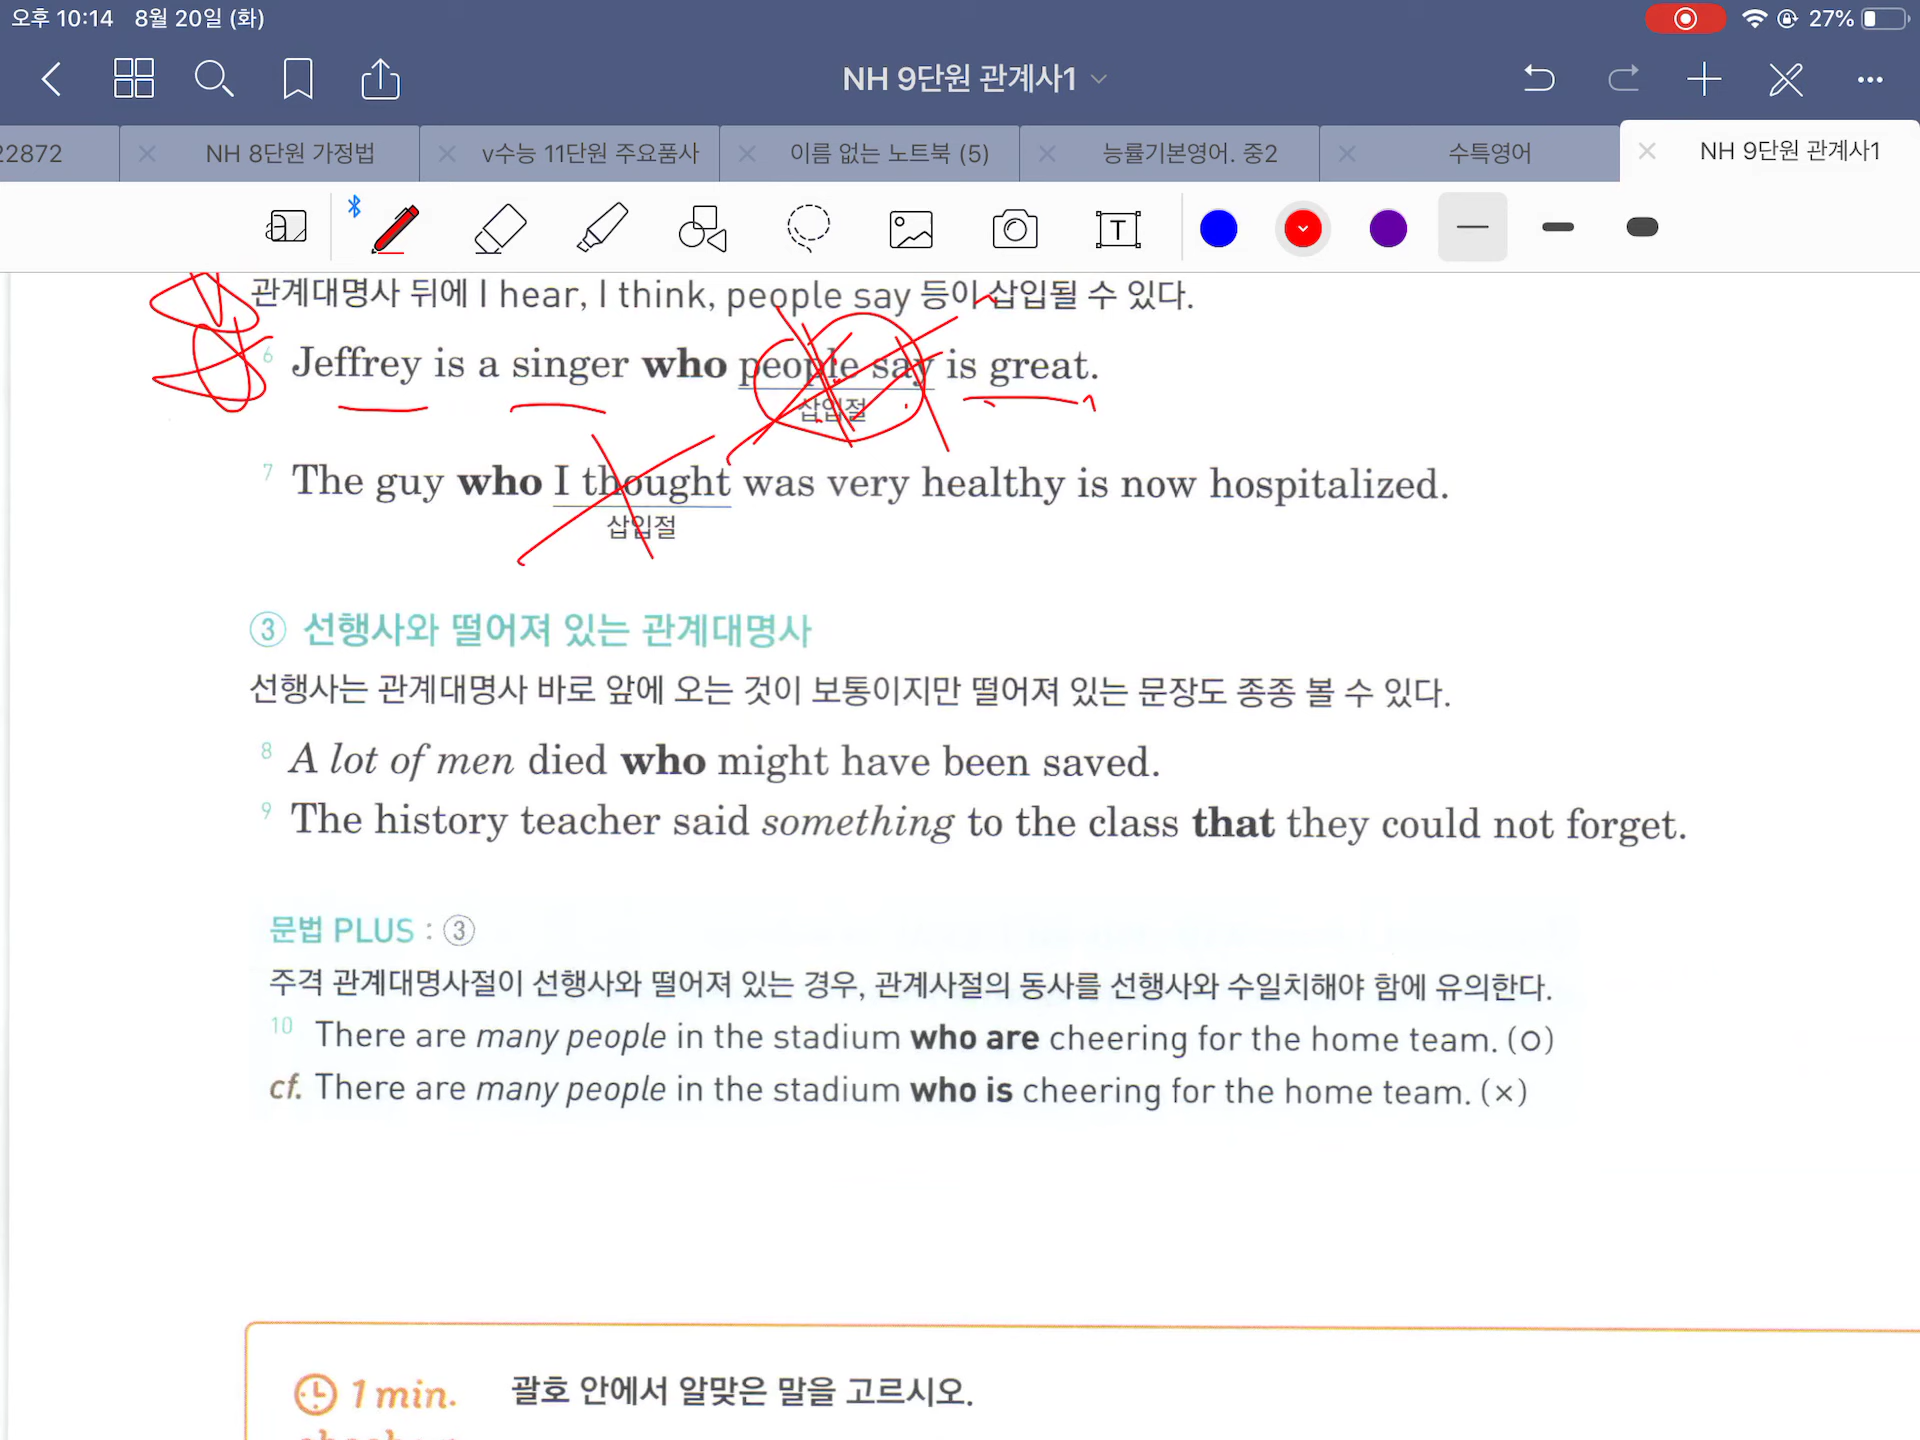 오후 10:14 8월 20일 (화) 27%
NH 9단원 관계사1
22872 NH 8단원 가정법 v수능 11단원 주요품사 이름 없는 노트북 (5) 능률기본영어. 중2 수특영어 NH 9단원 관계사1
T
관계대명사 뒤에 I hear, I think, people say 등이 삽입될 수 있다.
6 Jeffrey is a singer who people say is great.
삽입절
7 The guy who I thought was very healthy is now hospitalized.
삽입절
③ 선행사와 떨어져 있는 관계대명사
선행사는 관계대명사 바로 앞에 오는 것이 보통이지만 떨어져 있는 문장도 종종 볼 수 있다.
8 A lot of men died who might have been saved.
9 The history teacher said something to the class that they could not forget.
문법 PLUS : ③
주격 관계대명사절이 선행사와 떨어져 있는 경우, 관계사절의 동사를 선행사와 수일치해야 함에 유의한다.
10 There are many people in the stadium who are cheering for the home team. (○)
cf. There are many people in the stadium who is cheering for the home team. (×)
1 min. 괄호 안에서 알맞은 말을 고르시오.